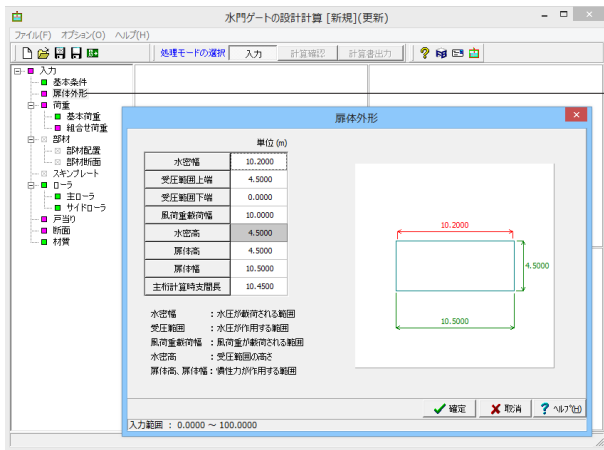 水門ゲートの設計計算 [新規](更新)
ファイル(F) オプション(O) ヘルプ(H)
処理モードの選択 入力 計算確認 計算書出力
入力
基本条件
扉体外形
荷重
基本荷重
組合せ荷重
部材
部材配置
部材断面
スキンプレート
ローラ
主ローラ
サイドローラ
戸当り
断面
材質
扉体外形
単位 (m)
水密幅 10.2000
受圧範囲上端 4.5000
受圧範囲下端 0.0000
風荷重載荷幅 10.0000
水密高 4.5000
扉体高 4.5000
扉体幅 10.5000
主桁計算時支間長 10.4500
10.2000
4.5000
10.5000
水密幅 : 水圧が載荷される範囲
受圧範囲 : 水圧が作用する範囲
風荷重載荷幅 : 風荷重が載荷される範囲
水密高 : 受圧範囲の高さ
扉体高、扉体幅 : 慣性力が作用する範囲
確定 取消 ヘルプ(H)
入力範囲 : 0.0000 ～ 100.0000